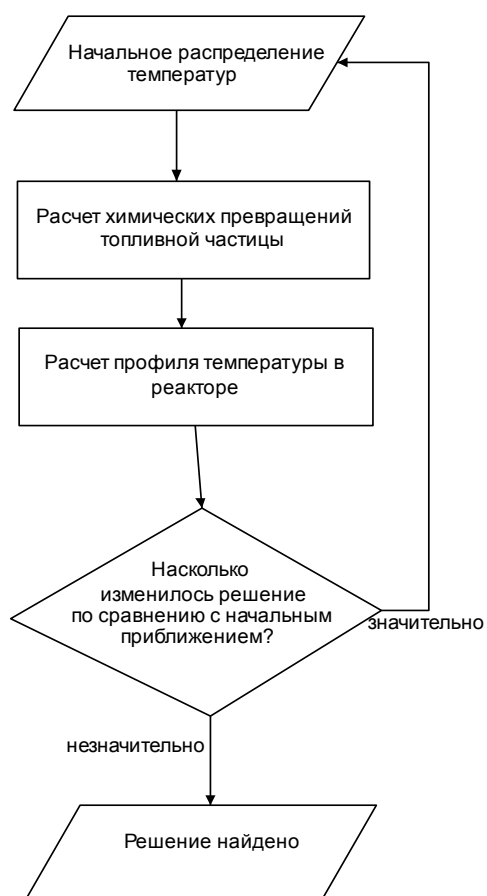 Начальное распределение
температур
Расчет химических превращений
топливной частицы
Расчет профиля температуры в
реакторе
Насколько
изменилось решение
по сравнению с начальным
приближением?
значительно
незначительно
Решение найдено